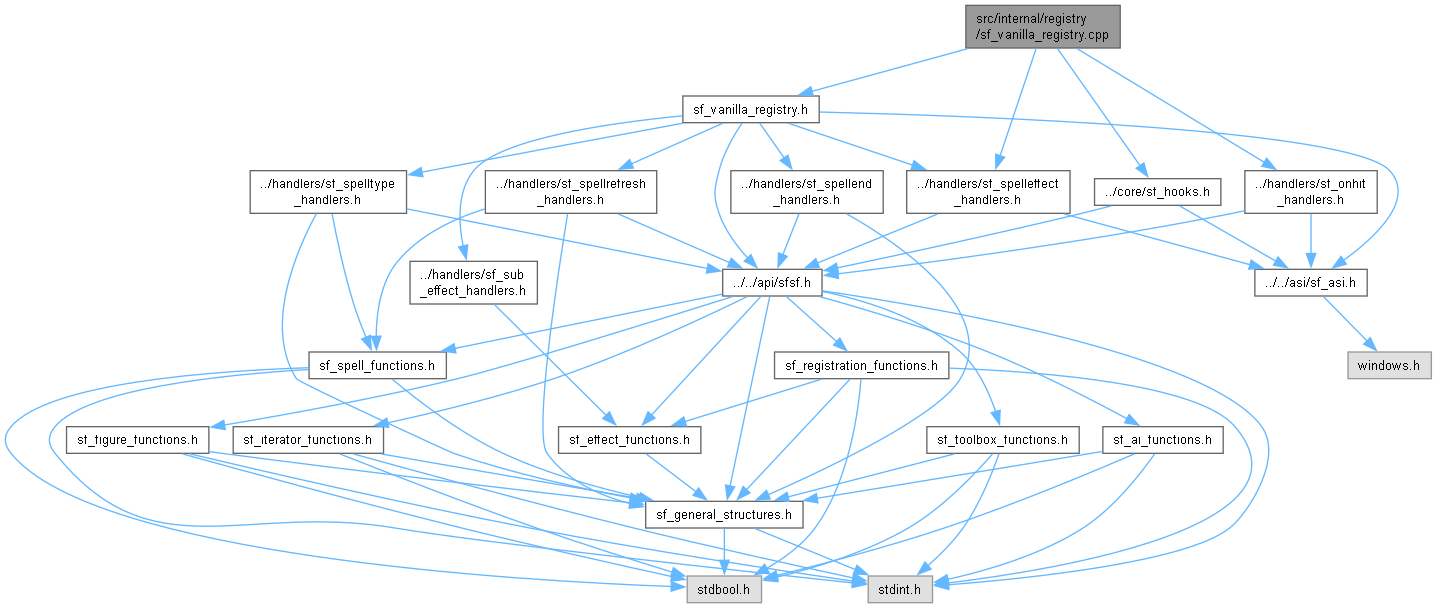 src/internal/registry
/sf_vanilla_registry.cpp
sf_vanilla_registry.h
../handlers/sf_spelltype
_handlers.h
../handlers/sf_spellrefresh
_handlers.h
../handlers/sf_spellend
_handlers.h
../handlers/sf_spelleffect
_handlers.h
../core/sf_hooks.h
../handlers/sf_onhit
_handlers.h
../handlers/sf_sub
_effect_handlers.h
../../api/sfsf.h
../../asi/sf_asi.h
sf_spell_functions.h
sf_registration_functions.h
windows.h
sf_figure_functions.h
sf_iterator_functions.h
sf_effect_functions.h
sf_toolbox_functions.h
sf_ai_functions.h
sf_general_structures.h
stdbool.h
stdint.h